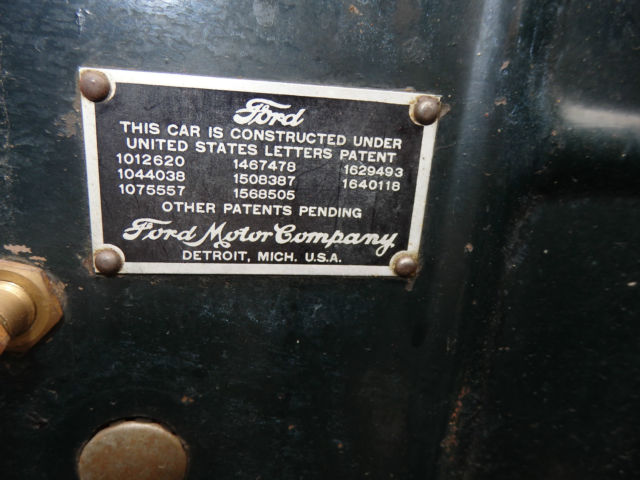 Ford
THIS CAR IS CONSTRUCTED UNDER
UNITED STATES LETTERS PATENT
1012620 1467478 1629493
1044038 1508387 1640118
1075557 1568505
OTHER PATENTS PENDING
Ford Motor Company
DETROIT, MICH. U.S.A.